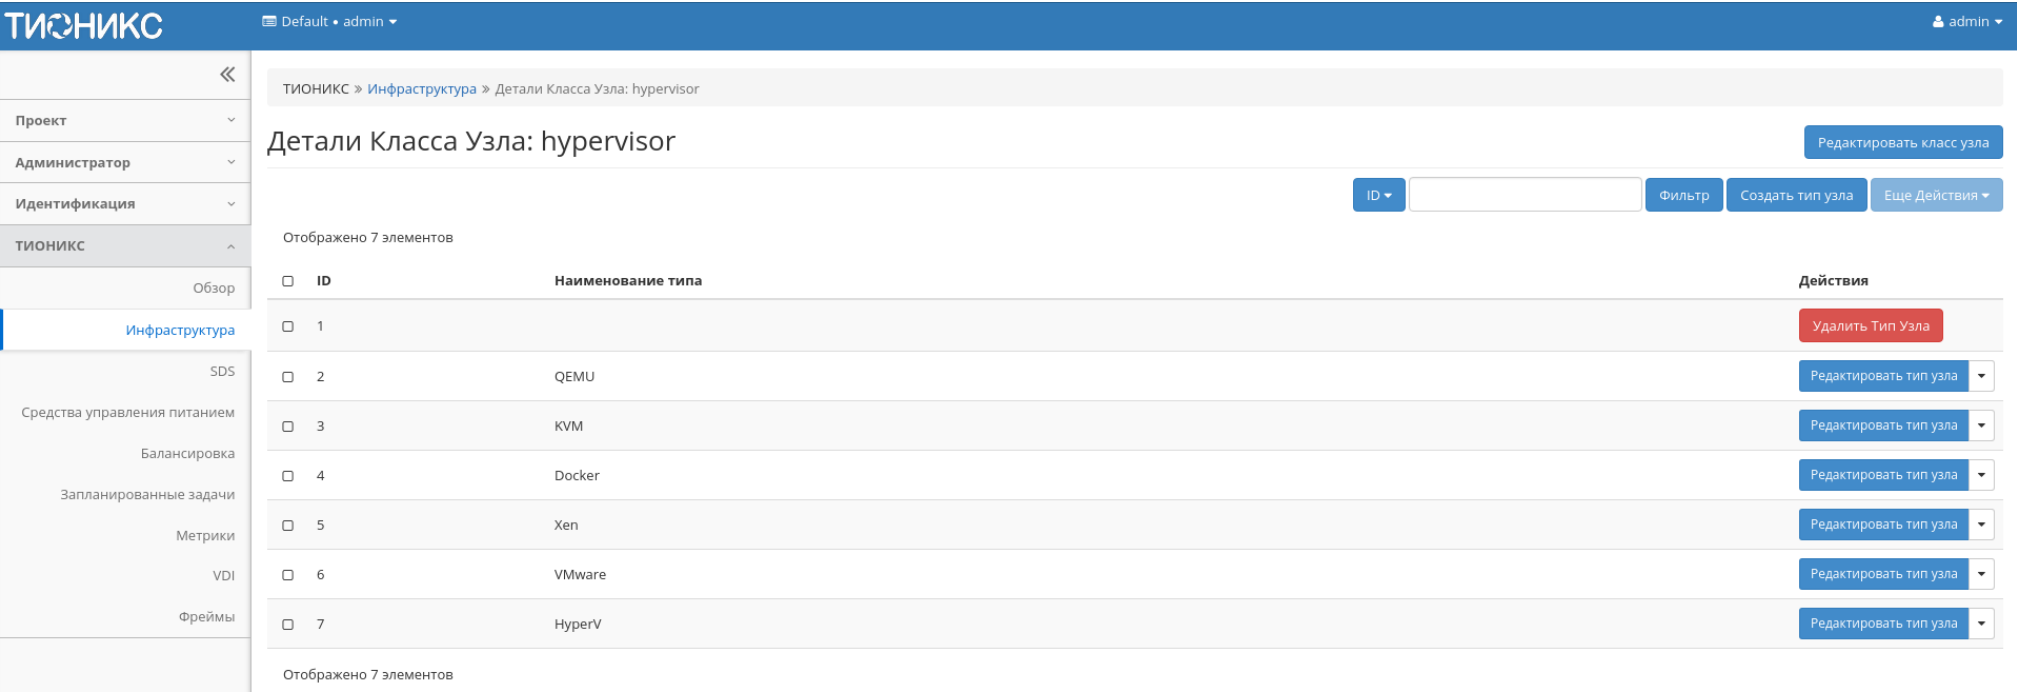 ТИОНИКС
Default • admin
admin
ТИОНИКС » Инфраструктура » Детали Класса Узла: hypervisor
Проект
Администратор
Идентификация
ТИОНИКС
Обзор
Инфраструктура
SDS
Средства управления питанием
Балансировка
Запланированные задачи
Метрики
VDI
Фреймы
Детали Класса Узла: hypervisor
Редактировать класс узла
ID Фильтр Создать тип узла Еще Действия
Отображено 7 элементов
ID Наименование типа Действия
1 Удалить Тип Узла
2 QEMU Редактировать тип узла
3 KVM Редактировать тип узла
4 Docker Редактировать тип узла
5 Xen Редактировать тип узла
6 VMware Редактировать тип узла
7 HyperV Редактировать тип узла
Отображено 7 элементов